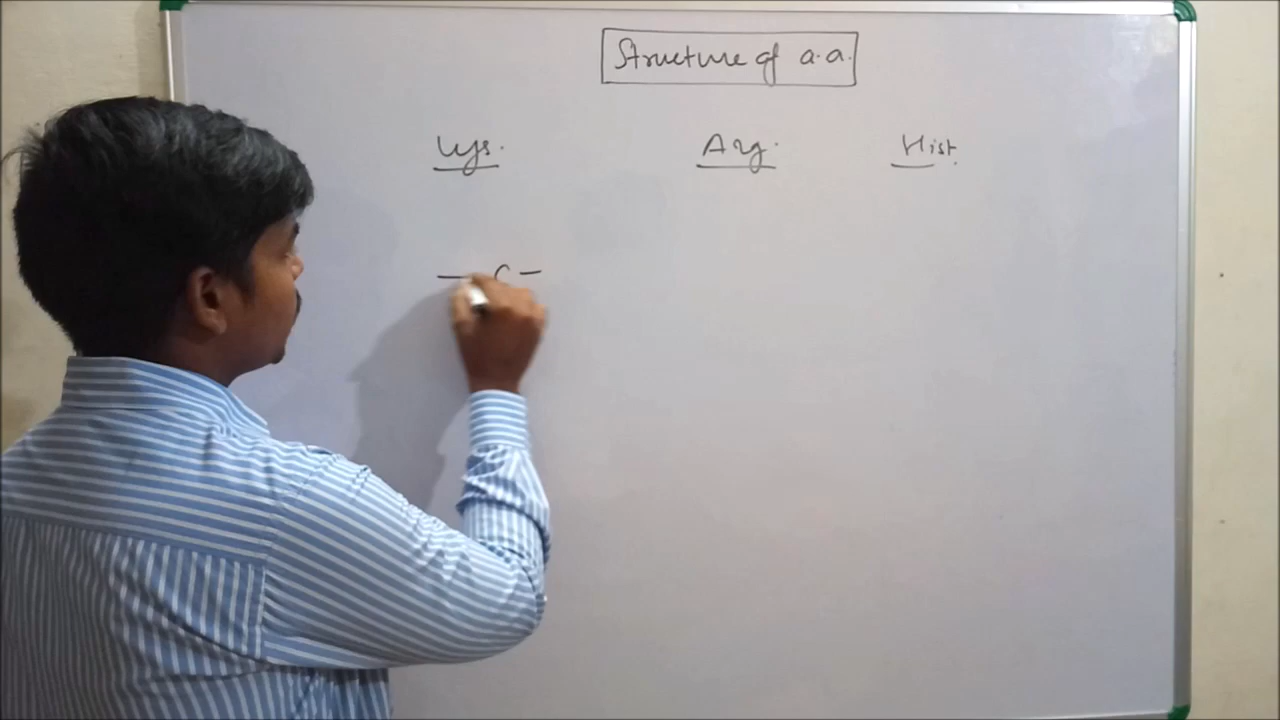 Structure of a.a.
Lys. Arg. Hist.
— C —